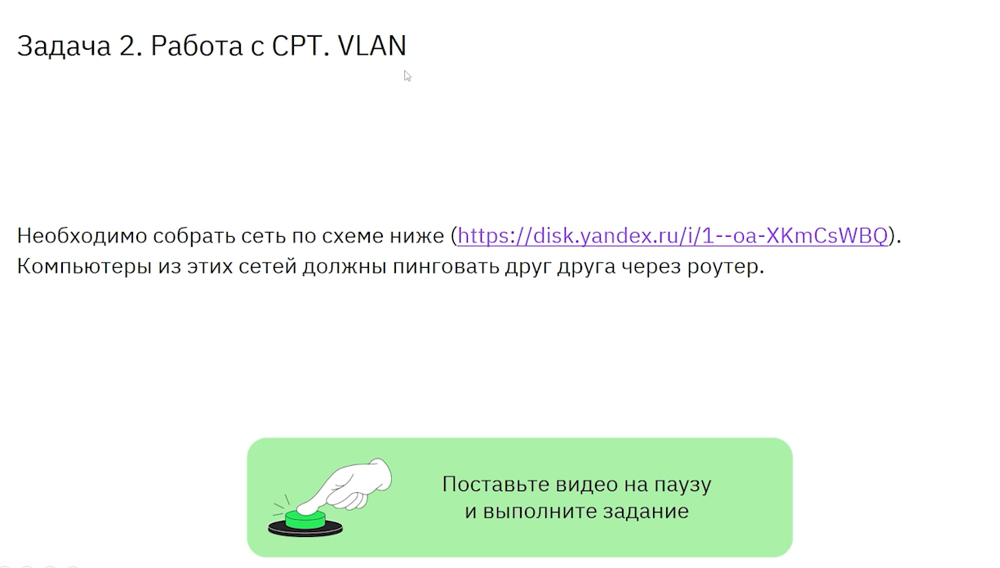 Задача 2. Работа с CPT. VLAN
Необходимо собрать сеть по схеме ниже (https://disk.yandex.ru/i/1--oa-XKmCsWBQ).
Компьютеры из этих сетей должны пинговать друг друга через роутер.
Поставьте видео на паузу
и выполните задание